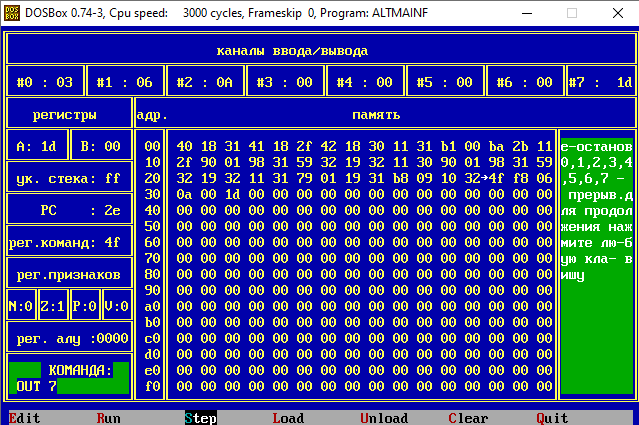 DOSBox 0.74-3, Cpu speed:    3000 cycles, Frameskip  0, Program: ALTMAINF
каналы ввода/вывода
#0 : 03 #1 : 06 #2 : 0A #3 : 00 #4 : 00 #5 : 00 #6 : 00 #7 :  1d
регистры адр. память
A: 1d B: 00
ук. стека: ff
PC    : 2e
рег.команд: 4f
рег.признаков
N:0 Z:1 P:0 V:0
рег. алу :0000
КОМАНДА:
OUT 7
00 40 18 31 41 18 2f 42 18 30 11 31 b1 00 ba 2b 11
10 2f 90 01 98 31 59 32 19 32 11 30 90 01 98 31 59
20 32 19 32 11 31 79 01 19 31 b8 09 10 32→4f f8 06
30 0a 00 1d 00 00 00 00 00 00 00 00 00 00 00 00 00
40 00 00 00 00 00 00 00 00 00 00 00 00 00 00 00 00
50 00 00 00 00 00 00 00 00 00 00 00 00 00 00 00 00
60 00 00 00 00 00 00 00 00 00 00 00 00 00 00 00 00
70 00 00 00 00 00 00 00 00 00 00 00 00 00 00 00 00
80 00 00 00 00 00 00 00 00 00 00 00 00 00 00 00 00
90 00 00 00 00 00 00 00 00 00 00 00 00 00 00 00 00
a0 00 00 00 00 00 00 00 00 00 00 00 00 00 00 00 00
b0 00 00 00 00 00 00 00 00 00 00 00 00 00 00 00 00
c0 00 00 00 00 00 00 00 00 00 00 00 00 00 00 00 00
d0 00 00 00 00 00 00 00 00 00 00 00 00 00 00 00 00
e0 00 00 00 00 00 00 00 00 00 00 00 00 00 00 00 00
f0 00 00 00 00 00 00 00 00 00 00 00 00 00 00 00 00
e-останов
0,1,2,3,4
,5,6,7 -
прерыв.д
ля продол
жения наж
мите лю-б
ую кла- в
ишу
Edit Run Step Load Unload Clear Quit